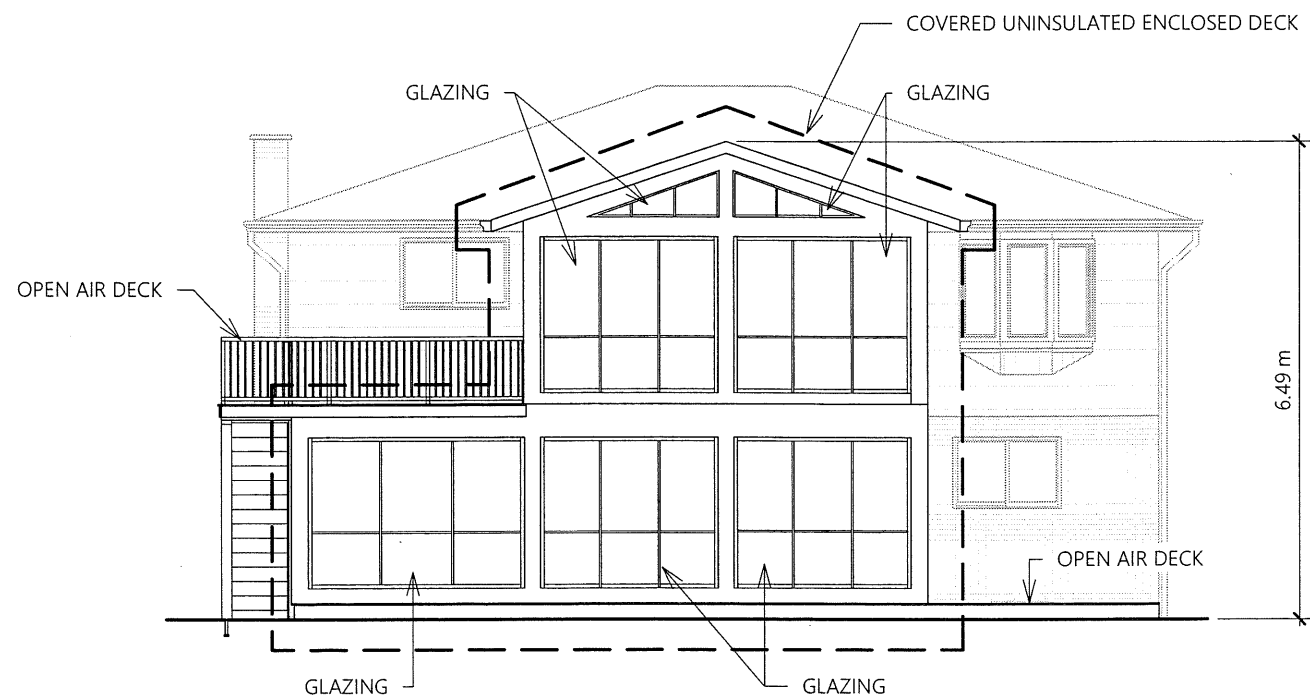 COVERED UNINSULATED ENCLOSED DECK
GLAZING
GLAZING
OPEN AIR DECK
6.49 m
OPEN AIR DECK
GLAZING
GLAZING